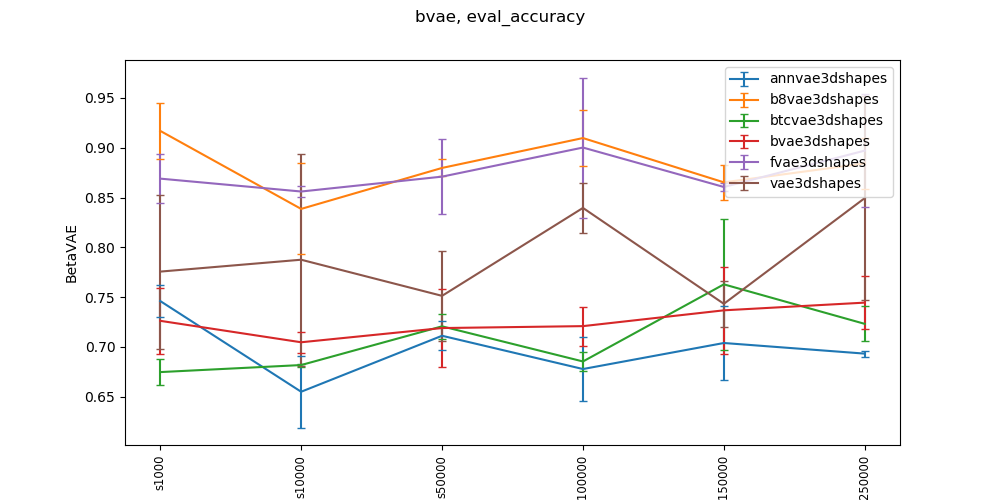 bvae, eval_accuracy
BetaVAE
0.95
0.90
0.85
0.80
0.75
0.70
0.65
annvae3dshapes
b8vae3dshapes
btcvae3dshapes
bvae3dshapes
fvae3dshapes
vae3dshapes
s1000
s10000
s50000
100000
150000
250000